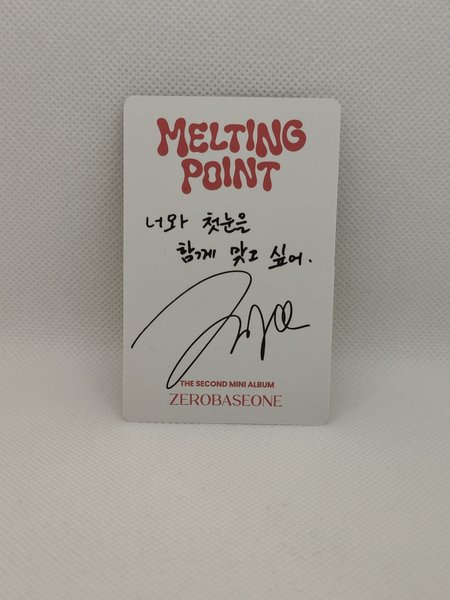 MELTING
POINT
너와 첫눈을
함께 맞고 싶어.
THE SECOND MINI ALBUM
ZEROBASEONE